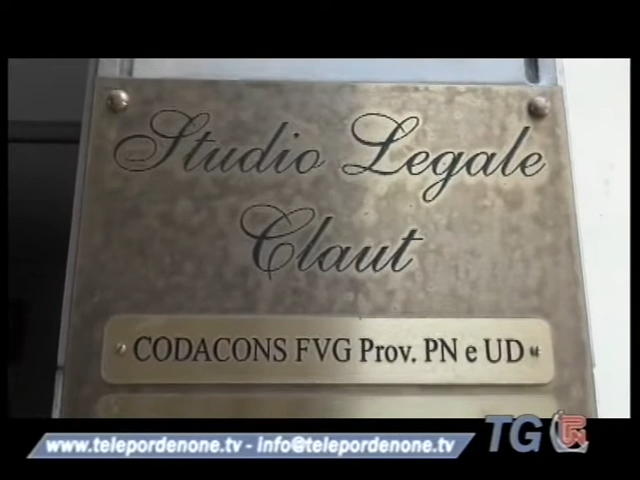 Studio Legale
Claut
CODACONS FVG Prov. PN e UD
www.telepordenone.tv - info@telepordenone.tv
TG